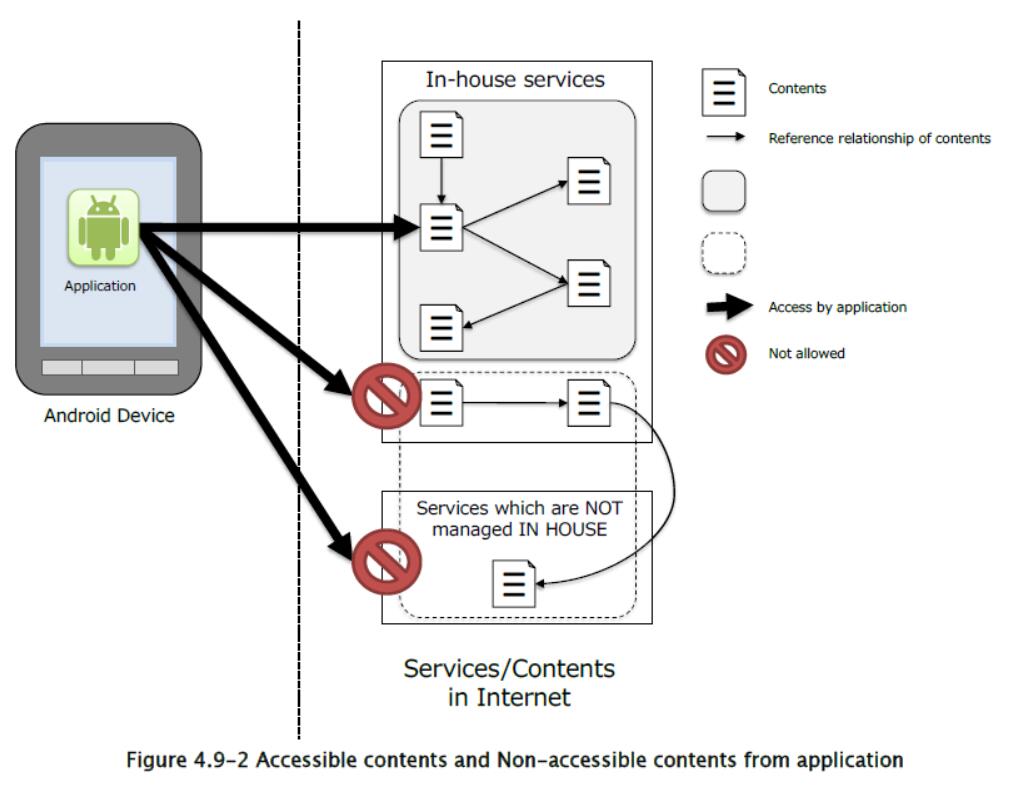 In-house services
Contents
Reference relationship of contents
Application
Access by application
Not allowed
Android Device
Services which are NOT
managed IN HOUSE
Services/Contents
in Internet
Figure 4.9-2 Accessible contents and Non-accessible contents from application